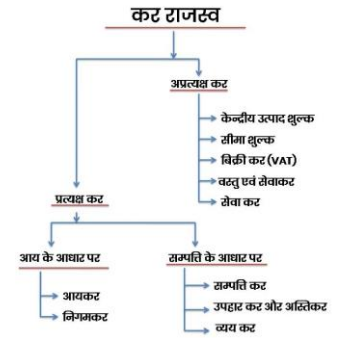 कर राजस्व
अप्रत्यक्ष कर
केन्द्रीय उत्पाद शुल्क
सीमा शुल्क
बिक्री कर (VAT)
वस्तु एवं सेवाकर
सेवा कर
प्रत्यक्ष कर
आय के आधार पर
आयकर
निगमकर
सम्पति के आधार पर
सम्पति कर
उपहार कर और अस्तिकर
व्यय कर